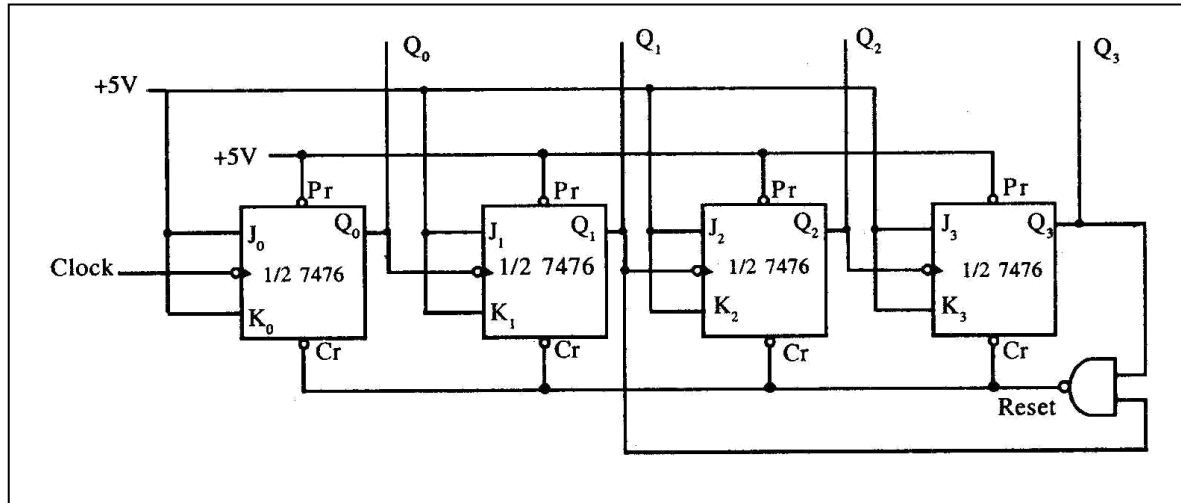 Q₀ Q₁ Q₂ Q₃
+5V
+5V
Pr Pr Pr Pr
J₀ Q₀ J₁ Q₁ J₂ Q₂ J₃ Q₃
Clock 1/2 7476 1/2 7476 1/2 7476 1/2 7476
K₀ K₁ K₂ K₃
Cr Cr Cr Cr
Reset